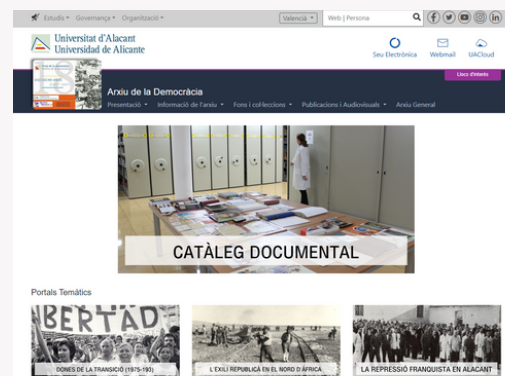 Estudis Governança Organització Valencià Web | Persona
Universitat d'Alacant
Universidad de Alicante
Seu Electrònica Webmail UACloud
Llocs d'interès
Arxiu de la Democràcia
Presentació Informació de l'arxiu Fons i col·leccions Publicacions i Audiovisuals Arxiu General
CATÀLEG DOCUMENTAL
Portals Temàtics
IBERTAD
DONES DE LA TRANSICIÓ (1975-193)
L'EXILI REPUBLICÀ EN EL NORD D'ÀFRICA
LA REPRESSIÓ FRANQUISTA EN ALACANT